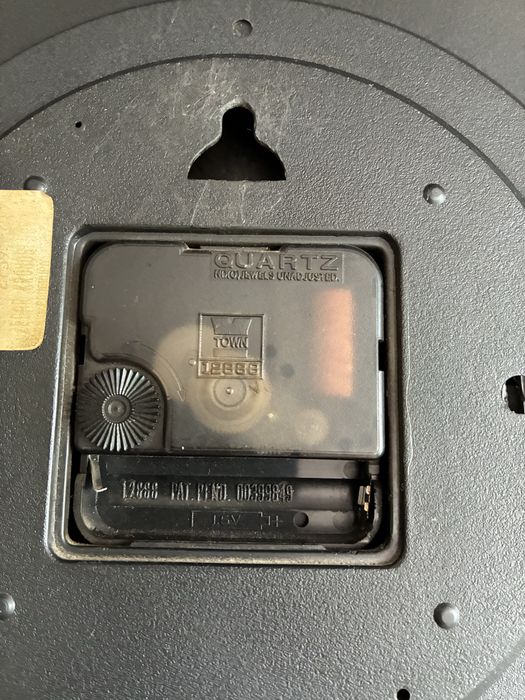 QUARTZ
NO(0)JEWELS UNADJUSTED.
TOWN
12888
12888 PAT. PEND.
1.5V +